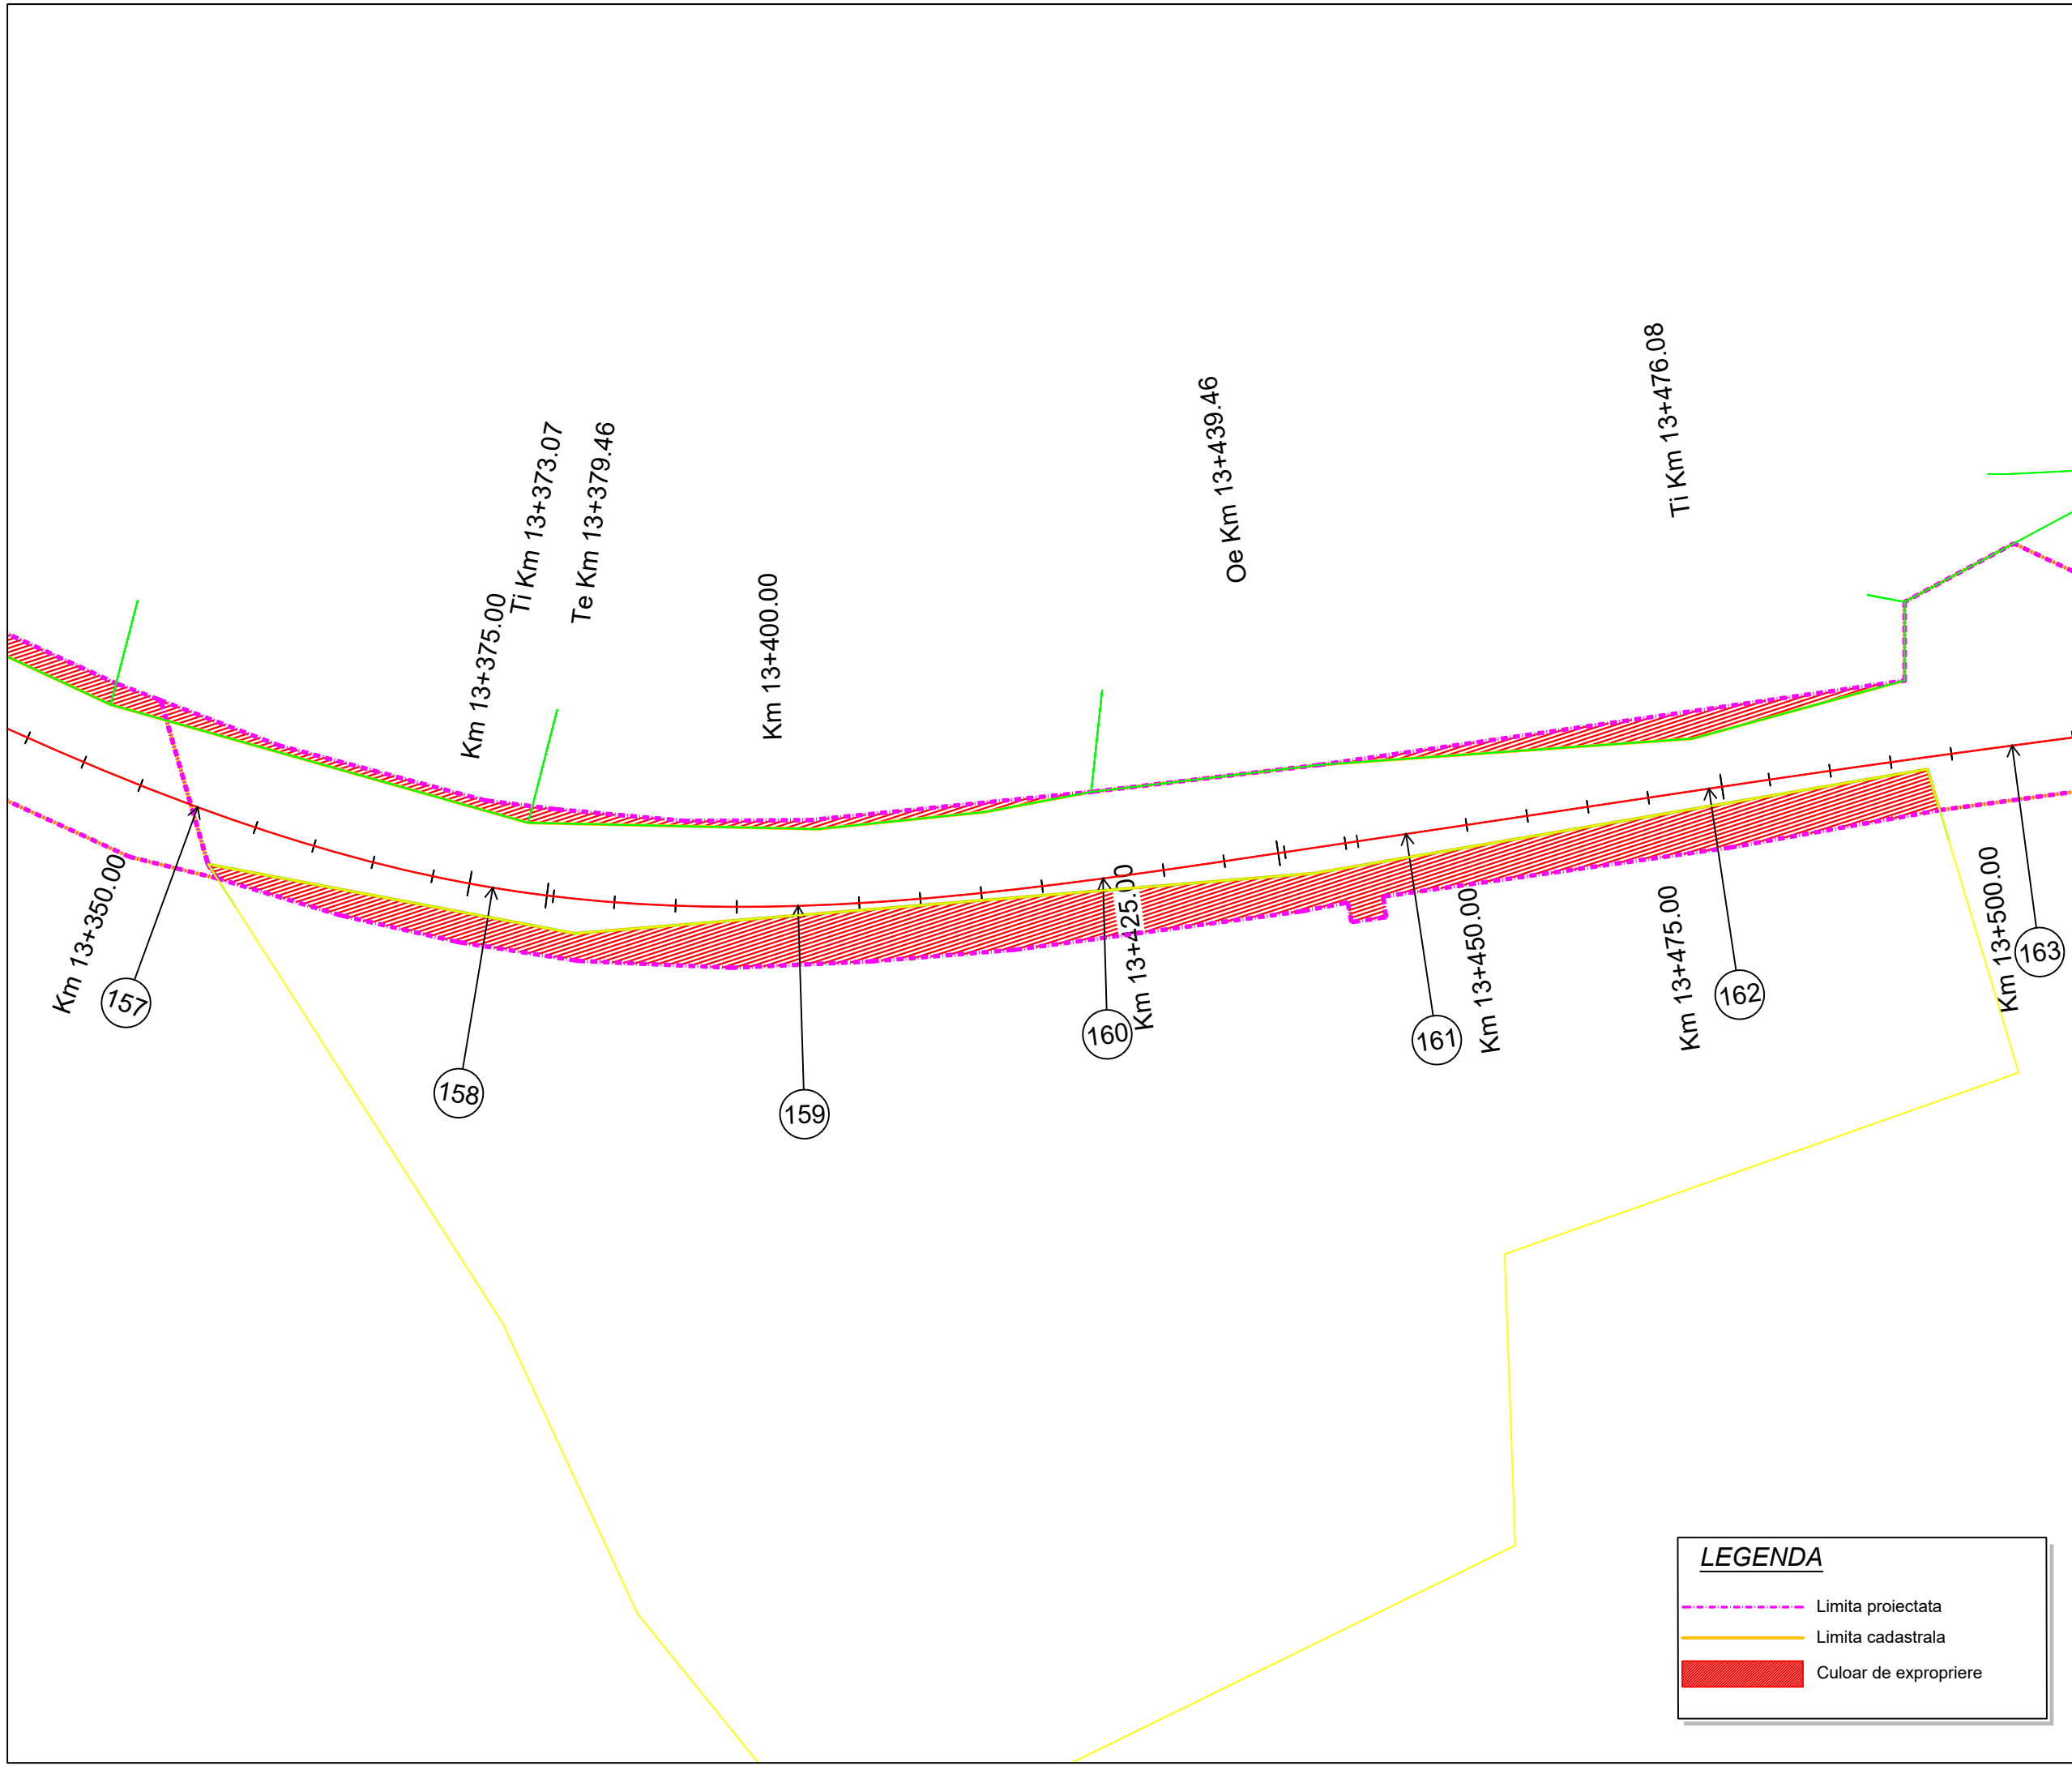 Km 13+350.00
157
Km 13+375.00
158
Ti Km 13+373.07
Te Km 13+379.46
Km 13+400.00
159
Km 13+425.00
160
Oe Km 13+439.46
161
Km 13+450.00
Ti Km 13+476.08
Km 13+475.00
162
Km 13+500.00
163
LEGENDA
Limita proiectata
Limita cadastrala
Culoar de expropriere